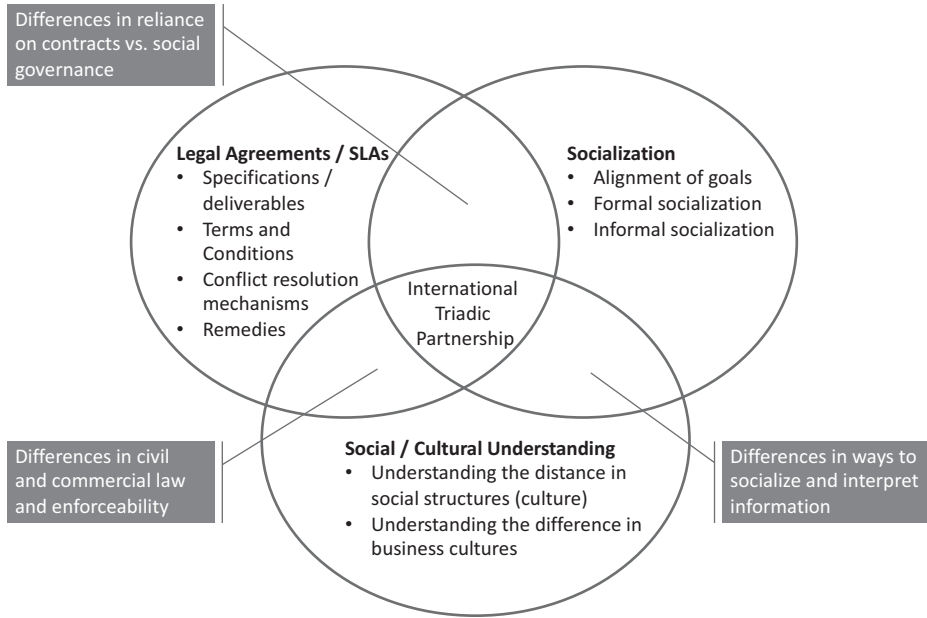 Differences in reliance
on contracts vs. social
governance
Legal Agreements / SLAs
• Specifications /
deliverables
• Terms and
Conditions
• Conflict resolution
mechanisms
• Remedies
Socialization
• Alignment of goals
• Formal socialization
• Informal socialization
International
Triadic
Partnership
Social / Cultural Understanding
• Understanding the distance in
social structures (culture)
• Understanding the difference in
business cultures
Differences in civil
and commercial law
and enforceability
Differences in ways to
socialize and interpret
information